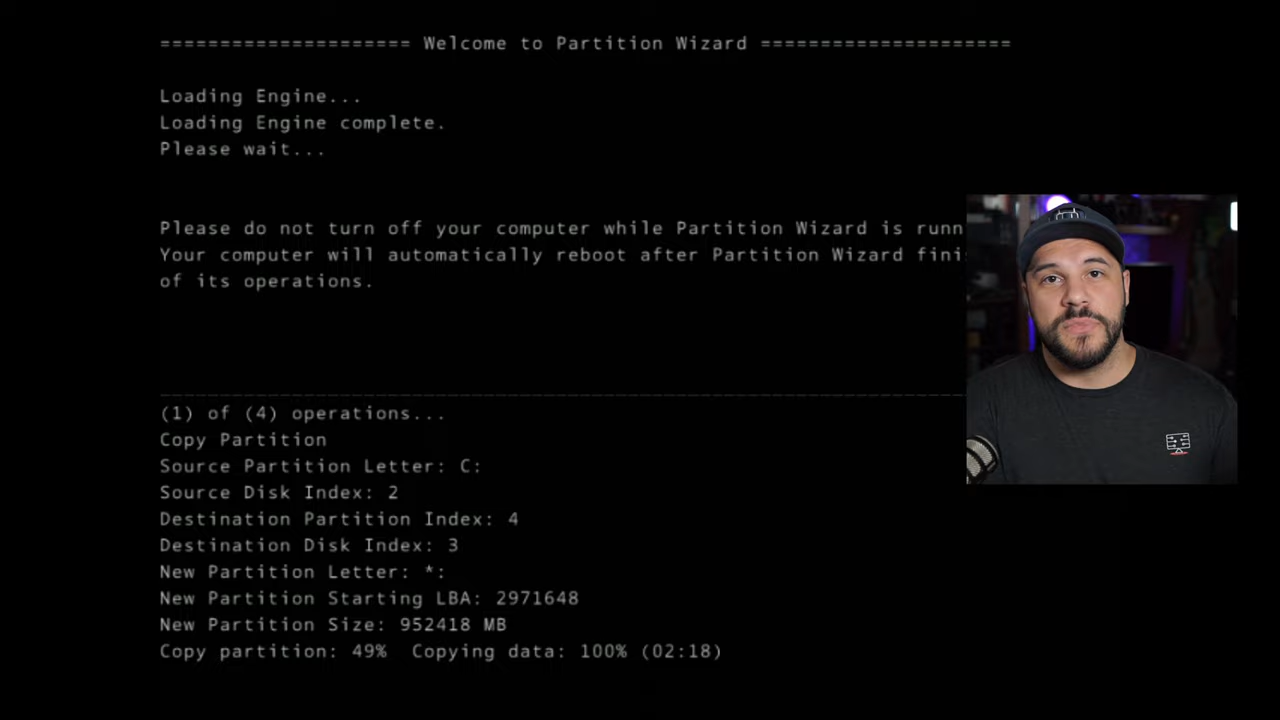 ===================== Welcome to Partition Wizard =====================
Loading Engine...
Loading Engine complete.
Please wait...
Please do not turn off your computer while Partition Wizard is runn
Your computer will automatically reboot after Partition Wizard fini
of its operations.
(1) of (4) operations...
Copy Partition
Source Partition Letter: C:
Source Disk Index: 2
Destination Partition Index: 4
Destination Disk Index: 3
New Partition Letter: *:
New Partition Starting LBA: 2971648
New Partition Size: 952418 MB
Copy partition: 49%  Copying data: 100% (02:18)